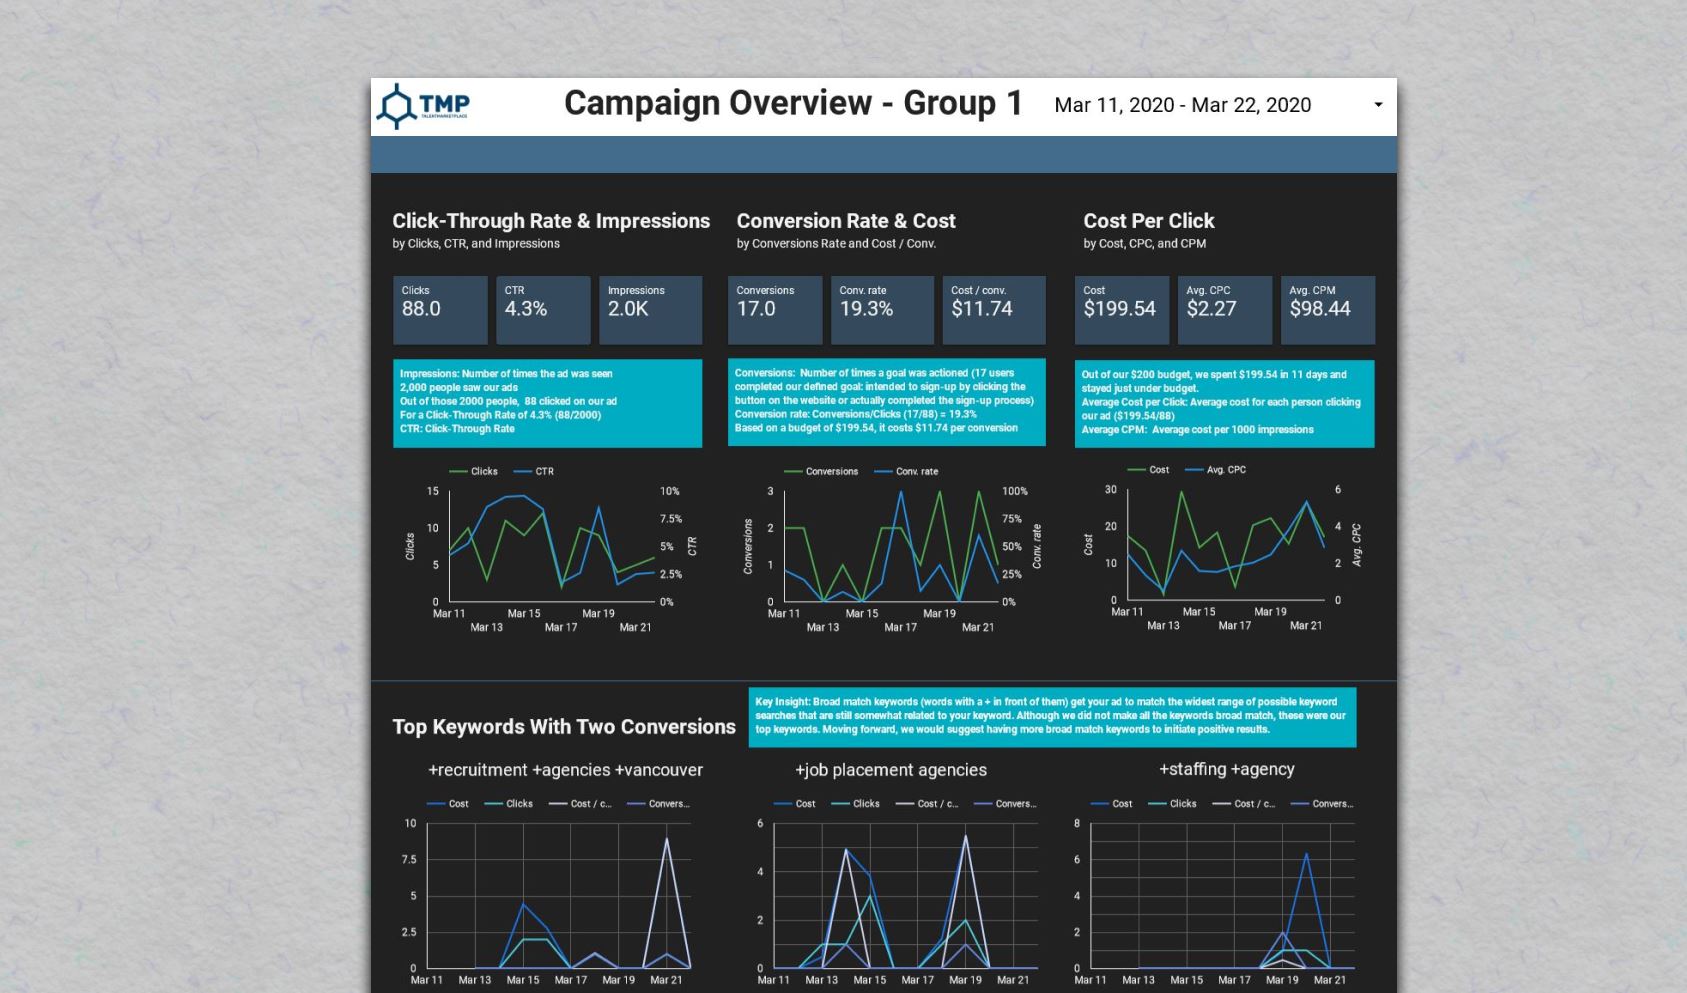 TMP
TALENTMARKETPLACE
Campaign Overview - Group 1
Mar 11, 2020 - Mar 22, 2020
Click-Through Rate & Impressions
by Clicks, CTR, and Impressions
Clicks
88.0
CTR
4.3%
Impressions
2.0K
Impressions: Number of times the ad was seen
2,000 people saw our ads
Out of those 2000 people, 88 clicked on our ad
For a Click-Through Rate of 4.3% (88/2000)
CTR: Click-Through Rate
Clicks CTR
15
10
5
0
Clicks
10%
7.5%
5%
2.5%
0%
CTR
Mar 11 Mar 15 Mar 19
Mar 13 Mar 17 Mar 21
Conversion Rate & Cost
by Conversions Rate and Cost / Conv.
Conversions
17.0
Conv. rate
19.3%
Cost / conv.
$11.74
Conversions: Number of times a goal was actioned (17 users
completed our defined goal: intended to sign-up by clicking the
button on the website or actually completed the sign-up process)
Conversion rate: Conversions/Clicks (17/88) = 19.3%
Based on a budget of $199.54, it costs $11.74 per conversion
Conversions Conv. rate
3
2
1
0
Conversions
100%
75%
50%
25%
0%
Conv. rate
Mar 11 Mar 15 Mar 19
Mar 13 Mar 17 Mar 21
Cost Per Click
by Cost, CPC, and CPM
Cost
$199.54
Avg. CPC
$2.27
Avg. CPM
$98.44
Out of our $200 budget, we spent $199.54 in 11 days and
stayed just under budget.
Average Cost per Click: Average cost for each person clicking
our ad ($199.54/88)
Average CPM: Average cost per 1000 impressions
Cost Avg. CPC
30
20
10
0
Cost
6
4
2
0
Avg. CPC
Mar 11 Mar 15 Mar 19
Mar 13 Mar 17 Mar 21
Top Keywords With Two Conversions
Key Insight: Broad match keywords (words with a + in front of them) get your ad to match the widest range of possible keyword
searches that are still somewhat related to your keyword. Although we did not make all the keywords broad match, these were our
top keywords. Moving forward, we would suggest having more broad match keywords to initiate positive results.
+recruitment +agencies +vancouver
Cost Clicks Cost / c... Convers...
10
7.5
5
2.5
0
Mar 11 Mar 13 Mar 15 Mar 17 Mar 19 Mar 21
+job placement agencies
Cost Clicks Cost / c... Convers...
6
4
2
0
Mar 11 Mar 13 Mar 15 Mar 17 Mar 19 Mar 21
+staffing +agency
Cost Clicks Cost / c... Convers...
8
6
4
2
0
Mar 11 Mar 13 Mar 15 Mar 17 Mar 19 Mar 21